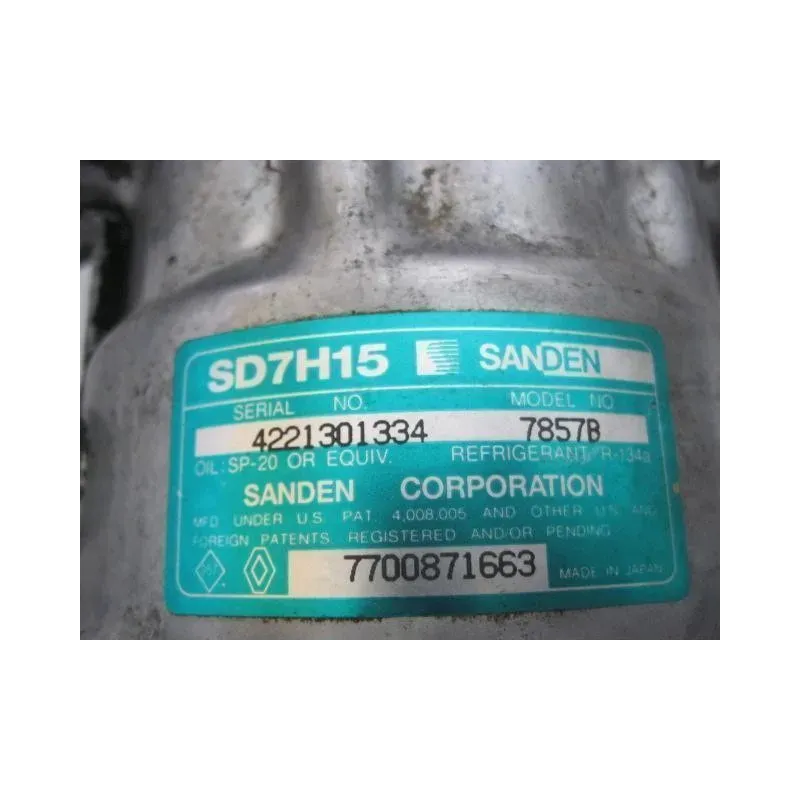 SD7H15 SANDEN
SERIAL NO. MODEL NO
4221301334 7857B
OIL: SP-20 OR EQUIV. REFRIGERANT R-134a
SANDEN CORPORATION
MFD UNDER U.S. PAT. 4,008,005 AND OTHER U.N AND
FOREIGN PATENTS, REGISTERED AND/OR PENDING
7700871663 MADE IN JAPAN